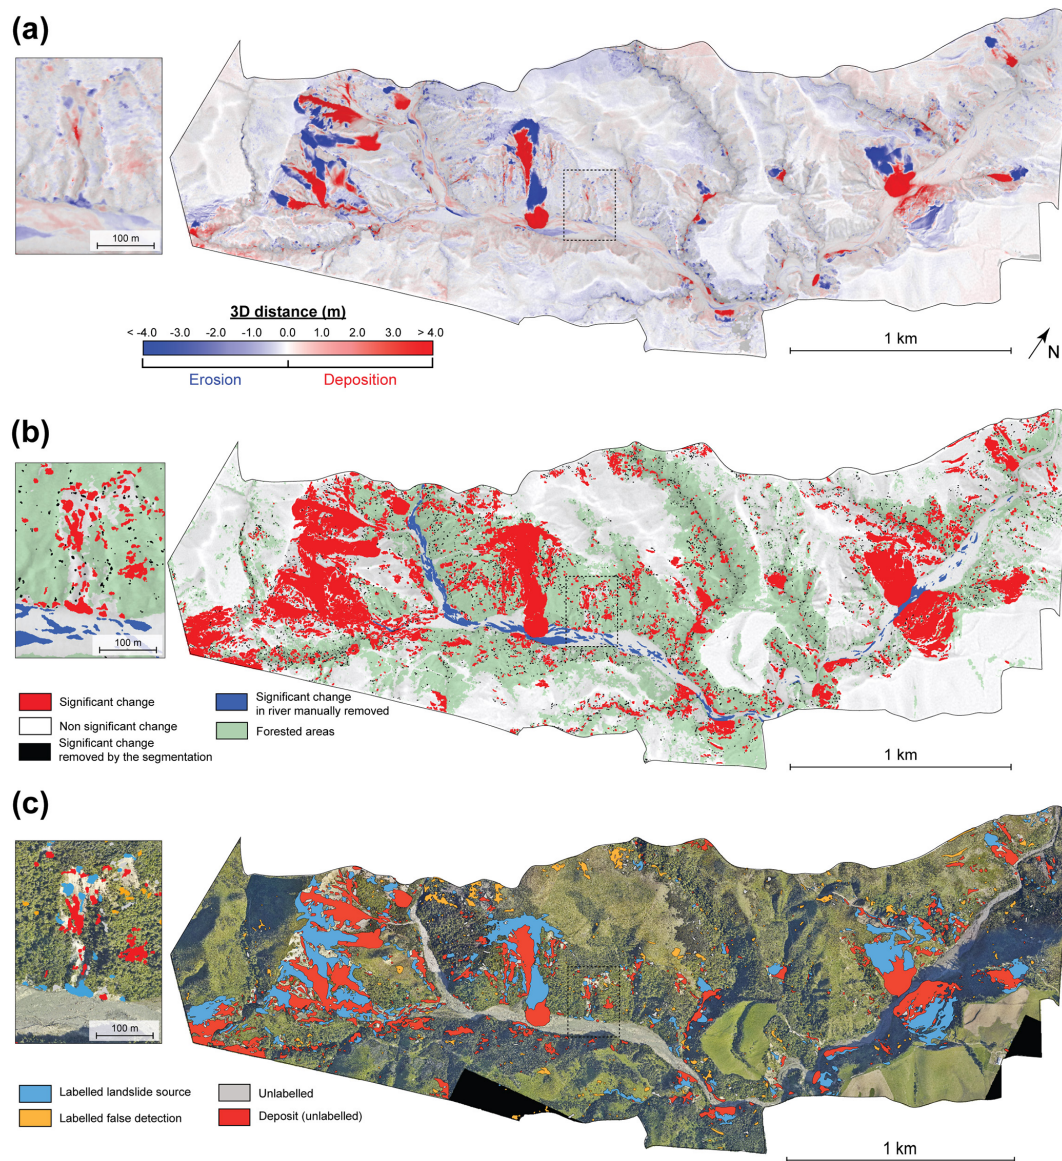 (a)
100 m
3D distance (m)
< -4.0 -3.0 -2.0 -1.0 0.0 1.0 2.0 3.0 > 4.0
Erosion Deposition
1 km
N
(b)
100 m
Significant change
Non significant change
Significant change
removed by the segmentation
Significant change
in river manually removed
Forested areas
1 km
(c)
100 m
Labelled landslide source
Labelled false detection
Unlabelled
Deposit (unlabelled)
1 km